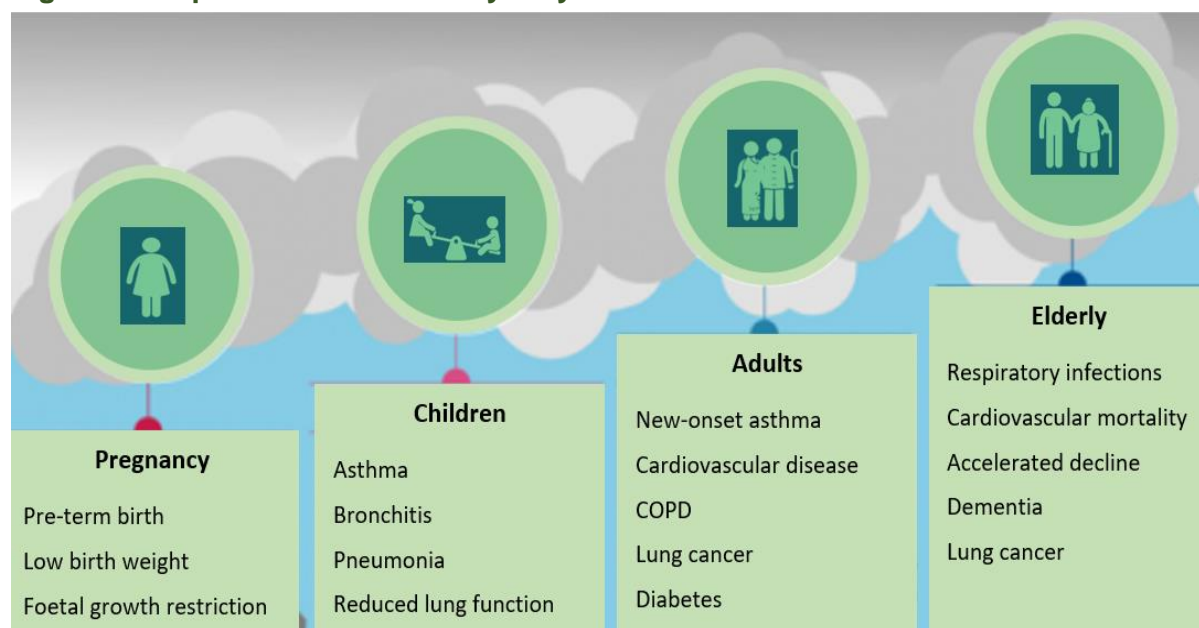 Pregnancy
Pre-term birth
Low birth weight
Foetal growth restriction
Children
Asthma
Bronchitis
Pneumonia
Reduced lung function
Adults
New-onset asthma
Cardiovascular disease
COPD
Lung cancer
Diabetes
Elderly
Respiratory infections
Cardiovascular mortality
Accelerated decline
Dementia
Lung cancer